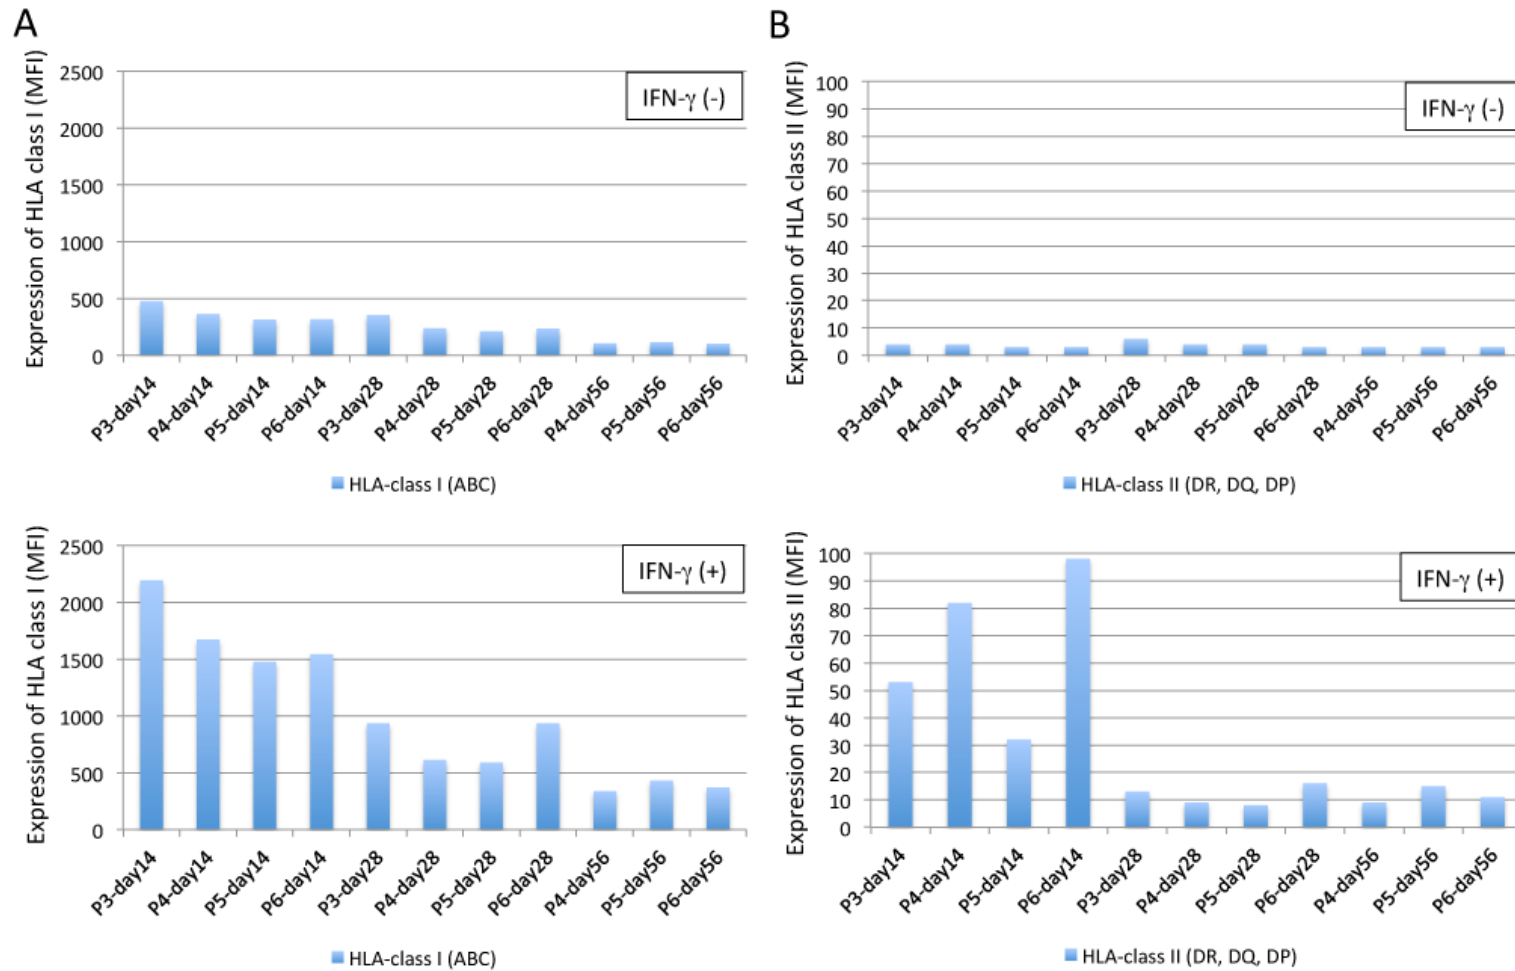 A
Expression of HLA class I (MFI)
2500
2000
1500
1000
500
0
IFN-γ (-)
P3-day14
P4-day14
P5-day14
P6-day14
P3-day28
P4-day28
P5-day28
P6-day28
P4-day56
P5-day56
P6-day56
HLA-class I (ABC)
B
Expression of HLA class II (MFI)
100
90
80
70
60
50
40
30
20
10
0
IFN-γ (-)
P3-day14
P4-day14
P5-day14
P6-day14
P3-day28
P4-day28
P5-day28
P6-day28
P4-day56
P5-day56
P6-day56
HLA-class II (DR, DQ, DP)
Expression of HLA class I (MFI)
2500
2000
1500
1000
500
0
IFN-γ (+)
P3-day14
P4-day14
P5-day14
P6-day14
P3-day28
P4-day28
P5-day28
P6-day28
P4-day56
P5-day56
P6-day56
HLA-class I (ABC)
Expression of HLA class II (MFI)
100
90
80
70
60
50
40
30
20
10
0
IFN-γ (+)
P3-day14
P4-day14
P5-day14
P6-day14
P3-day28
P4-day28
P5-day28
P6-day28
P4-day56
P5-day56
P6-day56
HLA-class II (DR, DQ, DP)